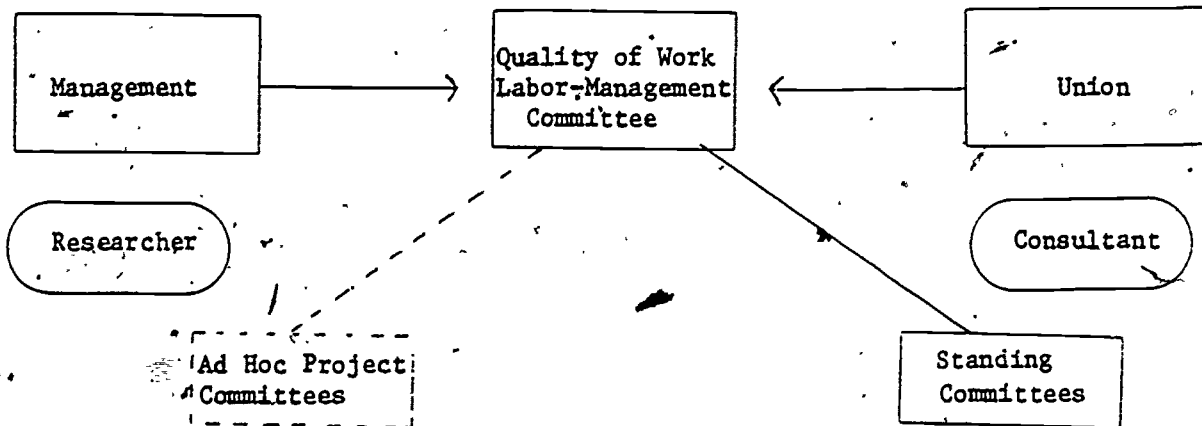 Management
Quality of Work
Labor-Management
Committee
Union
Researcher
Consultant
Ad Hoc Project
Committees
Standing
Committees